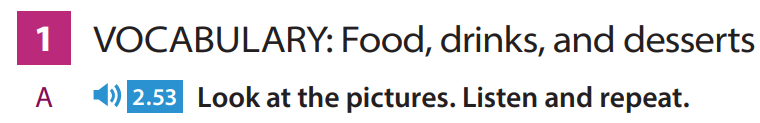 1 VOCABULARY: Food, drinks, and desserts
A 2.53 Look at the pictures. Listen and repeat.